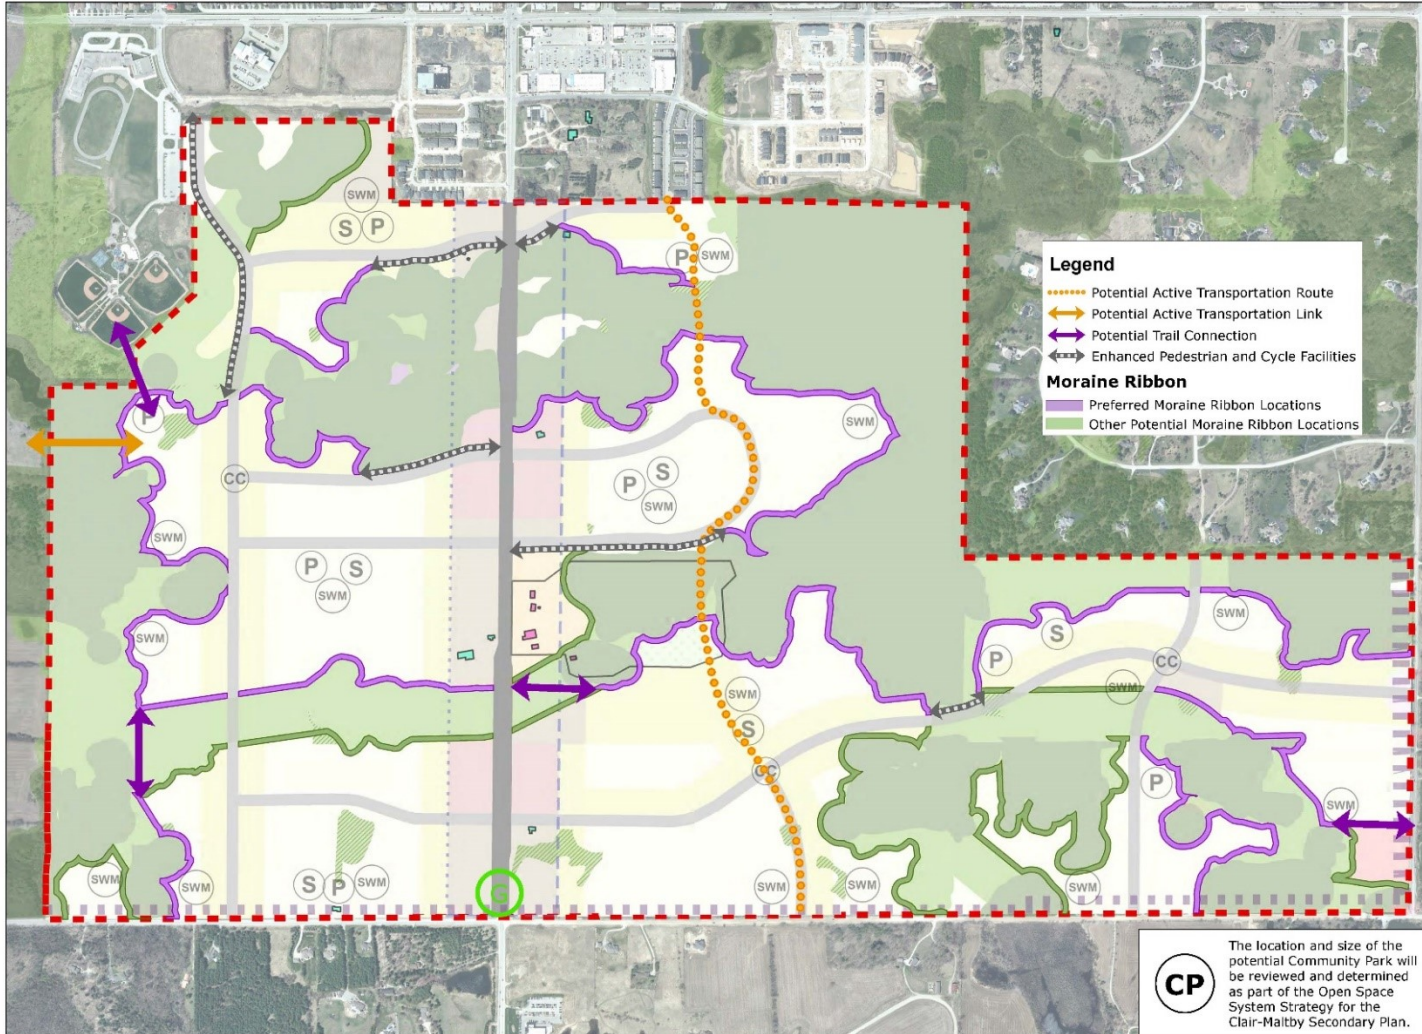 SWM
S P
P SWM
Legend
Potential Active Transportation Route
Potential Active Transportation Link
Potential Trail Connection
Enhanced Pedestrian and Cycle Facilities
Moraine Ribbon
Preferred Moraine Ribbon Locations
Other Potential Moraine Ribbon Locations
P
SWM
CC
P S
SWM
SWM
P S
SWM
SWM
SWM
S
P
CC
SWM
SWM
S
CC
P
SWM
SWM
SWM
S P SWM
G
SWM
SWM
SWM
CP
The location and size of the
potential Community Park will
be reviewed and determined
as part of the Open Space
System Strategy for the
Clair-Maltby Secondary Plan.